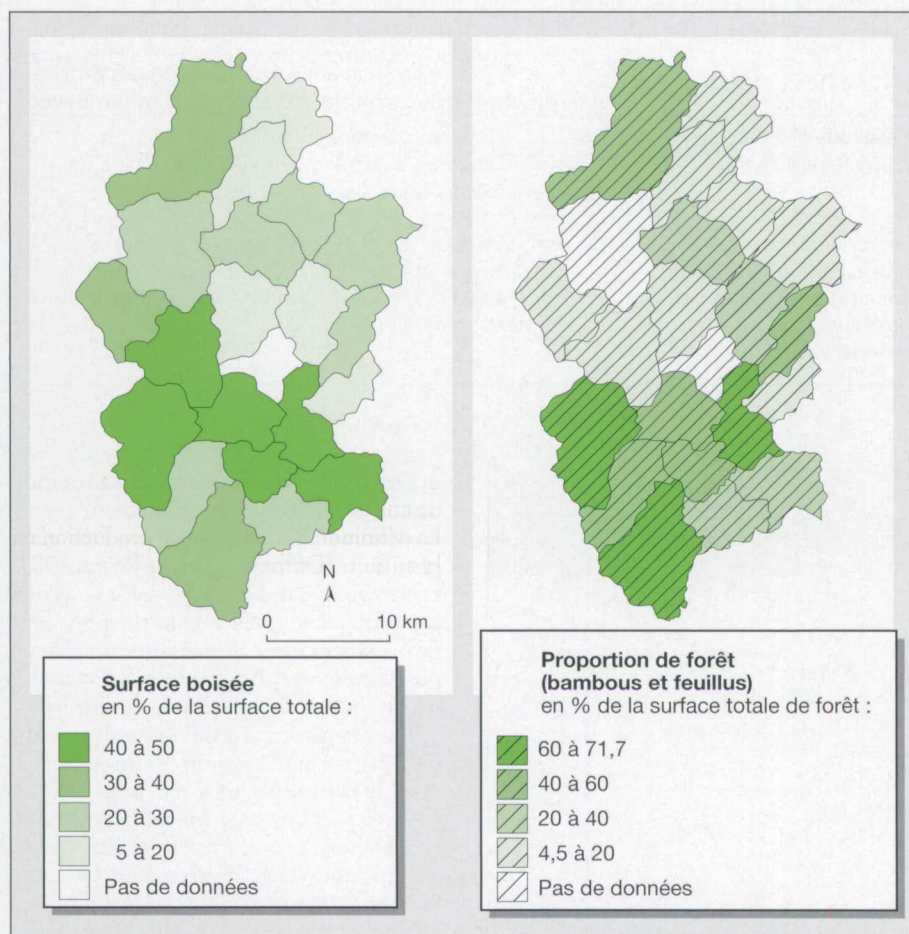 N
0 10 km
Surface boisée
en % de la surface totale :
40 à 50
30 à 40
20 à 30
5 à 20
Pas de données
Proportion de forêt
(bambous et feuillus)
en % de la surface totale de forêt :
60 à 71,7
40 à 60
20 à 40
4,5 à 20
Pas de données